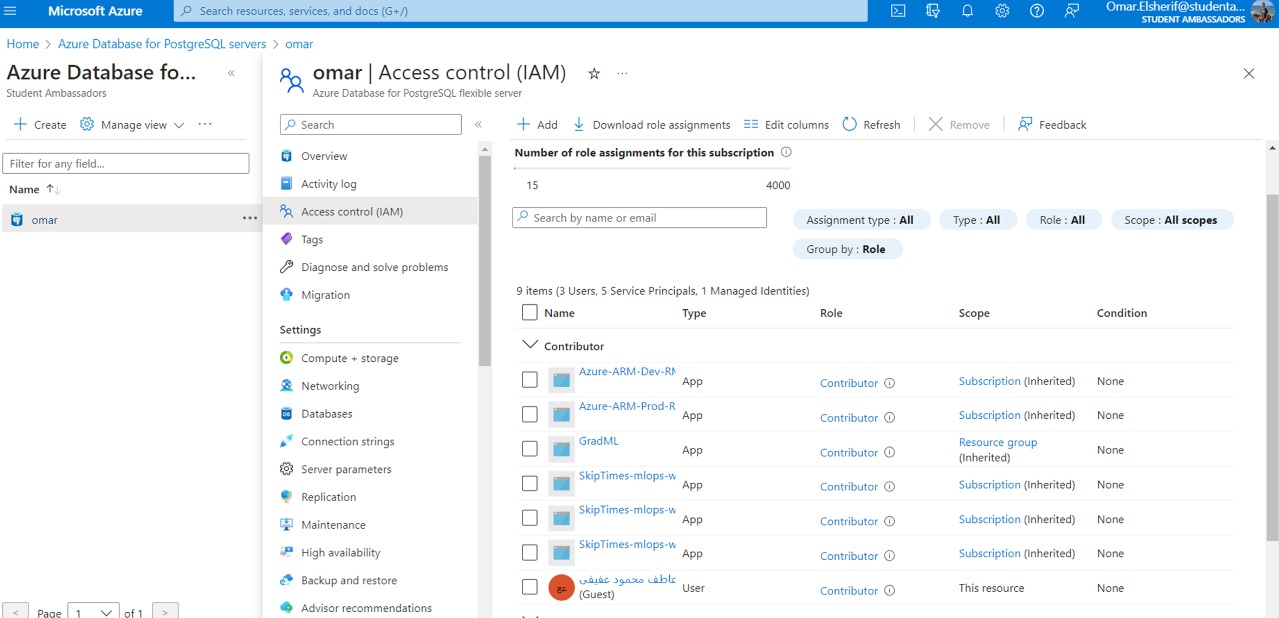 Microsoft Azure
Search resources, services, and docs (G+/)
Omar.Elsherif@studenta...
STUDENT AMBASSADORS
Home > Azure Database for PostgreSQL servers > omar
Azure Database fo...
Student Ambassadors
Create Manage view ...
Filter for any field...
Name
omar ...
Page 1 of 1
omar | Access control (IAM) ...
Azure Database for PostgreSQL flexible server
Search
Overview
Activity log
Access control (IAM)
Tags
Diagnose and solve problems
Migration
Settings
Compute + storage
Networking
Databases
Connection strings
Server parameters
Replication
Maintenance
High availability
Backup and restore
Advisor recommendations
Add Download role assignments Edit columns Refresh Remove Feedback
Number of role assignments for this subscription
15 4000
Search by name or email
Assignment type : All Type : All Role : All Scope : All scopes
Group by : Role
9 items (3 Users, 5 Service Principals, 1 Managed Identities)
Name Type Role Scope Condition
Contributor
Azure-ARM-Dev-RM App Contributor Subscription (Inherited) None
Azure-ARM-Prod-R App Contributor Subscription (Inherited) None
GradML App Contributor Resource group (Inherited) None
SkipTimes-mlops-w App Contributor Subscription (Inherited) None
SkipTimes-mlops-w App Contributor Subscription (Inherited) None
SkipTimes-mlops-w App Contributor Subscription (Inherited) None
عع عاطف محمود عفيفى (Guest) User Contributor This resource None